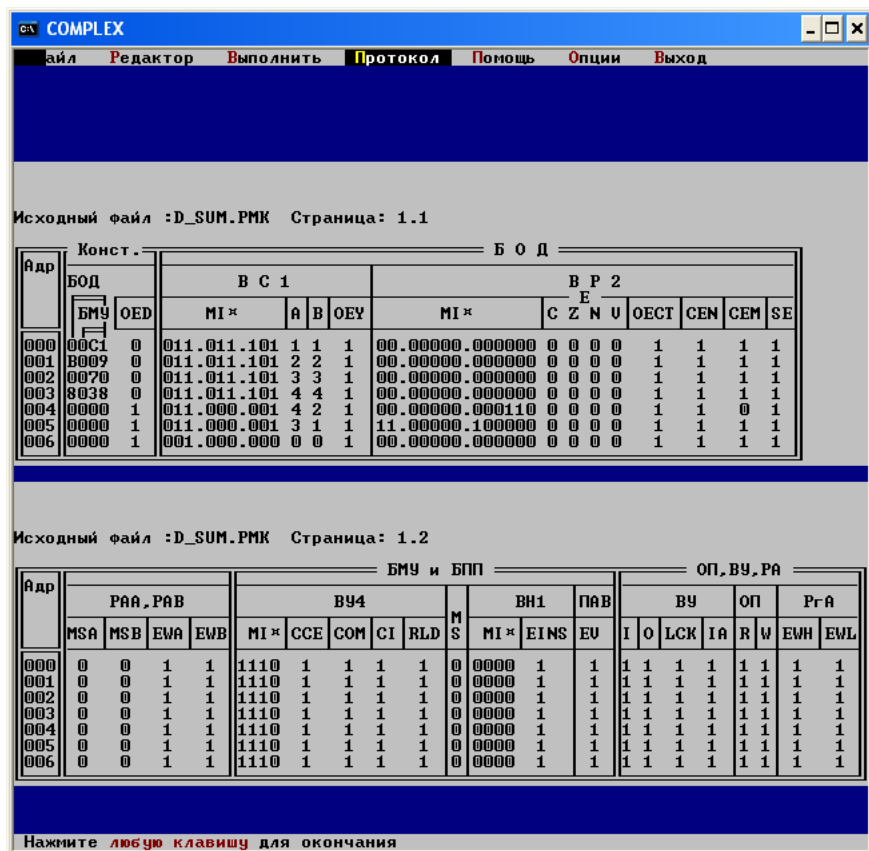 COMPLEX
айл Редактор Выполнить Протокол Помощь Опции Выход
Исходный файл :D_SUM.PMK Страница: 1.1
Конст. Б О Д
Адр БОД В С 1 В Р 2
Е
БМУ OED MI× A B OEY MI× C Z N V OECT CEN CEM SE
000 00C1 0 011.011.101 1 1 1 00.00000.000000 0 0 0 0 1 1 1 1
001 B009 0 011.011.101 2 2 1 00.00000.000000 0 0 0 0 1 1 1 1
002 0070 0 011.011.101 3 3 1 00.00000.000000 0 0 0 0 1 1 1 1
003 8038 0 011.011.101 4 4 1 00.00000.000000 0 0 0 0 1 1 1 1
004 0000 1 011.000.001 4 2 1 00.00000.000110 0 0 0 0 1 1 0 1
005 0000 1 011.000.001 3 1 1 11.00000.100000 0 0 0 0 1 1 1 1
006 0000 1 001.000.000 0 0 1 00.00000.000000 0 0 0 0 1 1 1 1
Исходный файл :D_SUM.PMK Страница: 1.2
БМУ и БПП ОП,ВУ,РА
Адр РАА,РАВ ВУ4 MS ВН1 ПАВ ВУ ОП РгА
MSA MSB EWA EWB MI× CCE COM CI RLD MI× EINS EV I O LCK IA R W EWH EWL
000 0 0 1 1 1110 1 1 1 1 0 0000 1 1 1 1 1 1 1 1 1 1
001 0 0 1 1 1110 1 1 1 1 0 0000 1 1 1 1 1 1 1 1 1 1
002 0 0 1 1 1110 1 1 1 1 0 0000 1 1 1 1 1 1 1 1 1 1
003 0 0 1 1 1110 1 1 1 1 0 0000 1 1 1 1 1 1 1 1 1 1
004 0 0 1 1 1110 1 1 1 1 0 0000 1 1 1 1 1 1 1 1 1 1
005 0 0 1 1 1110 1 1 1 1 0 0000 1 1 1 1 1 1 1 1 1 1
006 0 0 1 1 1110 1 1 1 1 0 0000 1 1 1 1 1 1 1 1 1 1
Нажмите любую клавишу для окончания